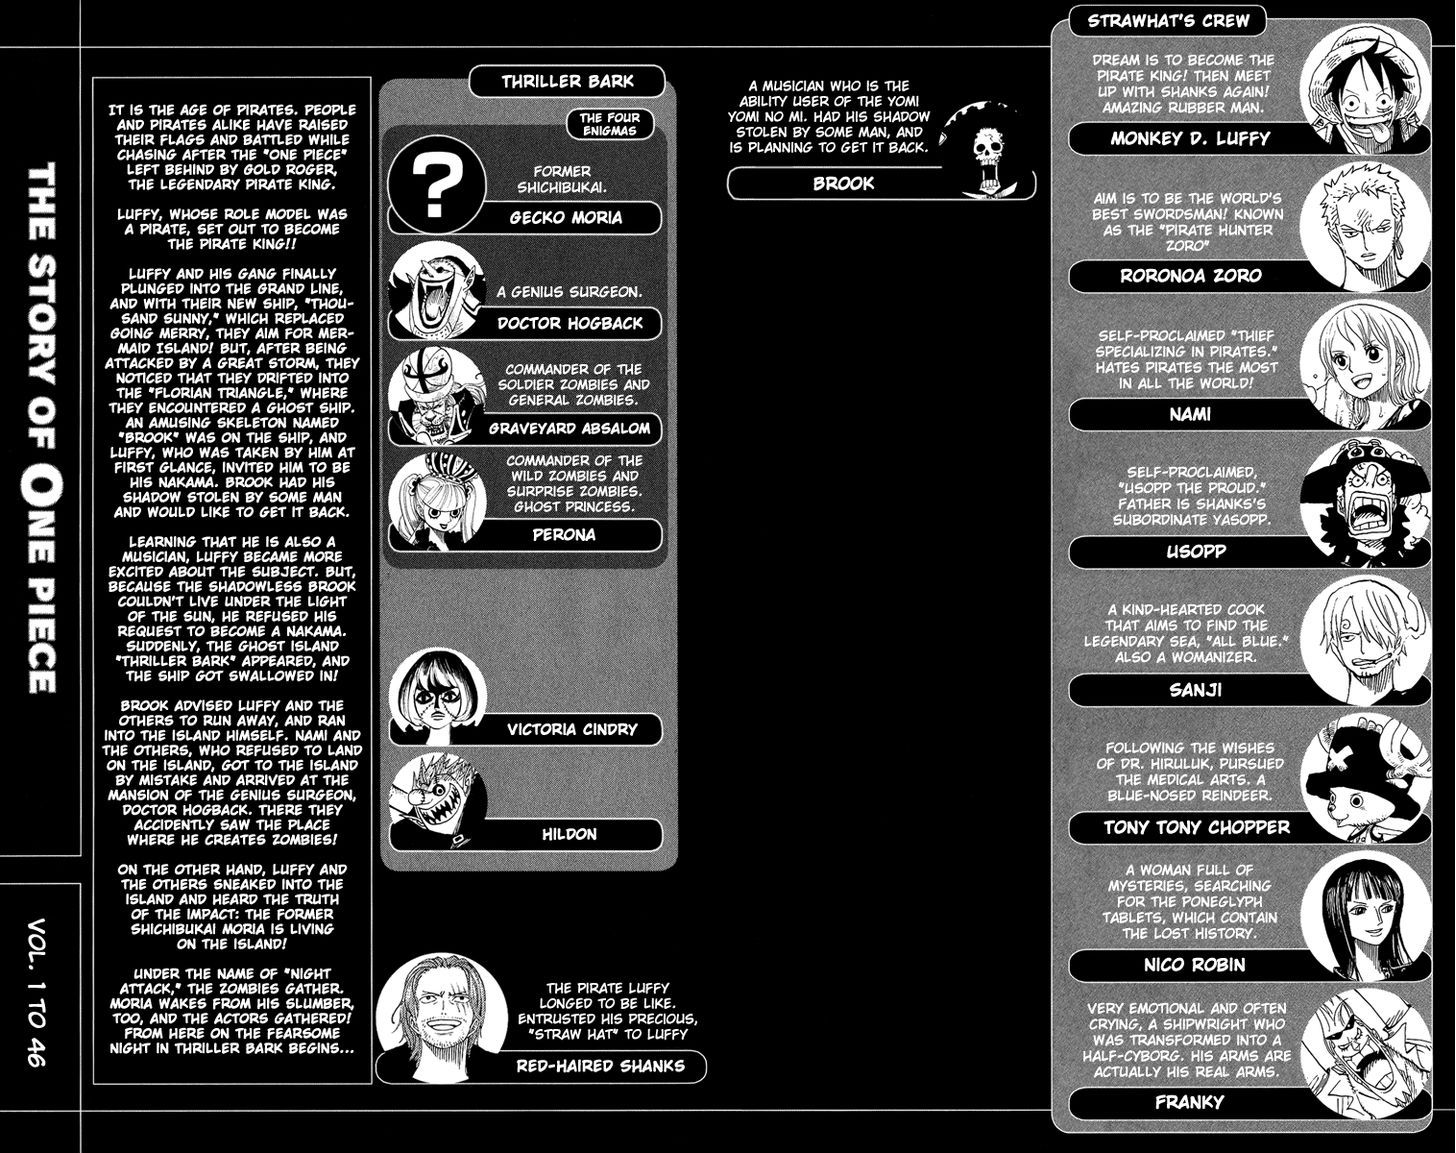 THE STORY OF ONE PIECE
VOL. 1 TO 46
IT IS THE AGE OF PIRATES. PEOPLE
AND PIRATES ALIKE HAVE RAISED
THEIR FLAGS AND BATTLED WHILE
CHASING AFTER THE "ONE PIECE"
LEFT BEHIND BY GOLD ROGER,
THE LEGENDARY PIRATE KING.
LUFFY, WHOSE ROLE MODEL WAS
A PIRATE, SET OUT TO BECOME
THE PIRATE KING!!
LUFFY AND HIS GANG FINALLY
PLUNGED INTO THE GRAND LINE,
AND WITH THEIR NEW SHIP, "THOU-
SAND SUNNY," WHICH REPLACED
GOING MERRY, THEY AIM FOR MER-
MAID ISLAND! BUT, AFTER BEING
ATTACKED BY A GREAT STORM, THEY
NOTICED THAT THEY DRIFTED INTO
THE "FLORIAN TRIANGLE," WHERE
THEY ENCOUNTERED A GHOST SHIP.
AN AMUSING SKELETON NAMED
"BROOK" WAS ON THE SHIP, AND
LUFFY, WHO WAS TAKEN BY HIM AT
FIRST GLANCE, INVITED HIM TO BE
HIS NAKAMA. BROOK HAD HIS
SHADOW STOLEN BY SOME MAN
AND WOULD LIKE TO GET IT BACK.
LEARNING THAT HE IS ALSO A
MUSICIAN, LUFFY BECAME MORE
EXCITED ABOUT THE SUBJECT. BUT,
BECAUSE THE SHADOWLESS BROOK
COULDN'T LIVE UNDER THE LIGHT
OF THE SUN, HE REFUSED HIS
REQUEST TO BECOME A NAKAMA.
SUDDENLY, THE GHOST ISLAND
"THRILLER BARK" APPEARED, AND
THE SHIP GOT SWALLOWED IN!
BROOK ADVISED LUFFY AND THE
OTHERS TO RUN AWAY, AND RAN
INTO THE ISLAND HIMSELF. NAMI AND
THE OTHERS, WHO REFUSED TO LAND
ON THE ISLAND, GOT TO THE ISLAND
BY MISTAKE AND ARRIVED AT THE
MANSION OF THE GENIUS SURGEON,
DOCTOR HOGBACK. THERE THEY
ACCIDENTLY SAW THE PLACE
WHERE HE CREATES ZOMBIES!
ON THE OTHER HAND, LUFFY AND
THE OTHERS SNEAKED INTO THE
ISLAND AND HEARD THE TRUTH
OF THE IMPACT: THE FORMER
SHICHIBUKAI MORIA IS LIVING
ON THE ISLAND!
UNDER THE NAME OF "NIGHT
ATTACK," THE ZOMBIES GATHER.
MORIA WAKES FROM HIS SLUMBER,
TOO, AND THE ACTORS GATHERED!
FROM HERE ON THE FEARSOME
NIGHT IN THRILLER BARK BEGINS...
THRILLER BARK
THE FOUR
ENIGMAS
?
FORMER
SHICHIBUKAI.
GECKO MORIA
A GENIUS SURGEON.
DOCTOR HOGBACK
COMMANDER OF THE
SOLDIER ZOMBIES AND
GENERAL ZOMBIES.
GRAVEYARD ABSALOM
COMMANDER OF THE
WILD ZOMBIES AND
SURPRISE ZOMBIES.
GHOST PRINCESS.
PERONA
VICTORIA CINDRY
HILDON
THE PIRATE LUFFY
LONGED TO BE LIKE.
ENTRUSTED HIS PRECIOUS,
"STRAW HAT" TO LUFFY
RED-HAIRED SHANKS
A MUSICIAN WHO IS THE
ABILITY USER OF THE YOMI
YOMI NO MI. HAD HIS SHADOW
STOLEN BY SOME MAN, AND
IS PLANNING TO GET IT BACK.
BROOK
STRAWHAT'S CREW
DREAM IS TO BECOME THE
PIRATE KING! THEN MEET
UP WITH SHANKS AGAIN!
AMAZING RUBBER MAN.
MONKEY D. LUFFY
AIM IS TO BE THE WORLD'S
BEST SWORDSMAN! KNOWN
AS THE "PIRATE HUNTER
ZORO"
RORONOA ZORO
SELF-PROCLAIMED "THIEF
SPECIALIZING IN PIRATES."
HATES PIRATES THE MOST
IN ALL THE WORLD!
NAMI
SELF-PROCLAIMED,
"USOPP THE PROUD."
FATHER IS SHANKS'S
SUBORDINATE YASOPP.
USOPP
A KIND-HEARTED COOK
THAT AIMS TO FIND THE
LEGENDARY SEA, "ALL BLUE."
ALSO A WOMANIZER.
SANJI
FOLLOWING THE WISHES
OF DR. HIRULUK, PURSUED
THE MEDICAL ARTS. A
BLUE-NOSED REINDEER.
TONY TONY CHOPPER
A WOMAN FULL OF
MYSTERIES, SEARCHING
FOR THE PONEGLYPH
TABLETS, WHICH CONTAIN
THE LOST HISTORY.
NICO ROBIN
VERY EMOTIONAL AND OFTEN
CRYING, A SHIPWRIGHT WHO
WAS TRANSFORMED INTO A
HALF-CYBORG. HIS ARMS ARE
ACTUALLY HIS REAL ARMS.
FRANKY